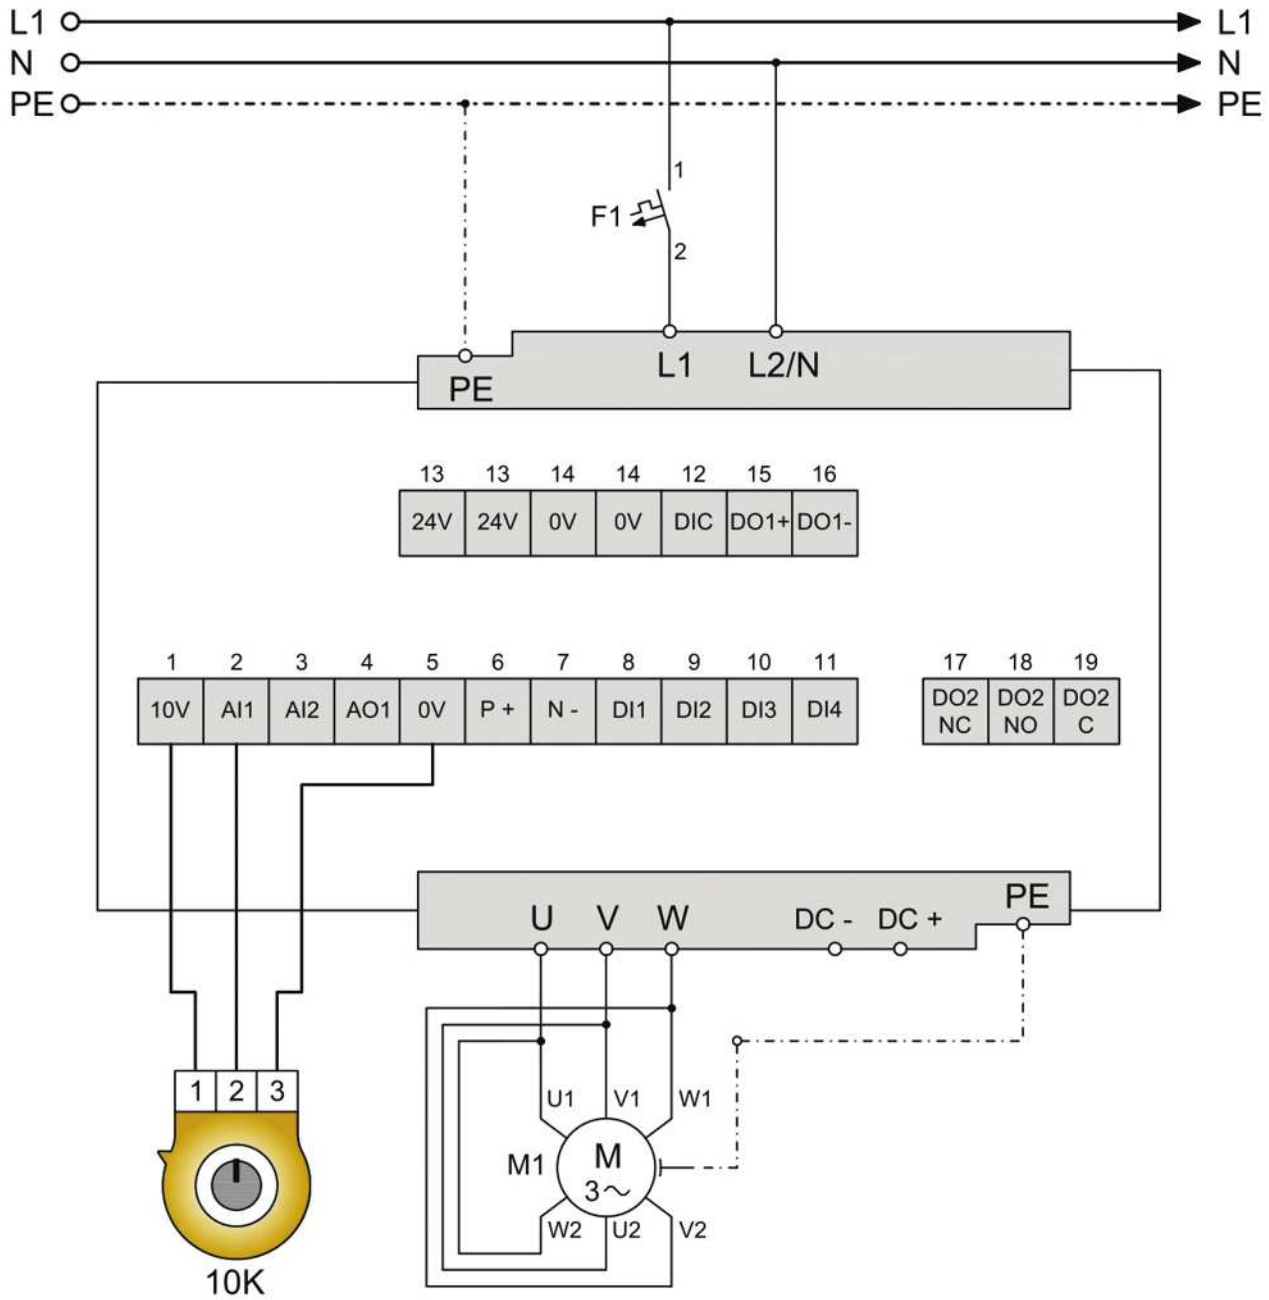 L1 L1
N N
PE PE
1
F1
2
L1 L2/N
PE
13 13 14 14 12 15 16
24V 24V 0V 0V DIC DO1+ DO1-
1 2 3 4 5 6 7 8 9 10 11 17 18 19
10V AI1 AI2 AO1 0V P + N - DI1 DI2 DI3 DI4 DO2 NC DO2 NO DO2 C
PE
U V W DC - DC +
1 2 3
U1 V1 W1
M1 M
3~
W2 U2 V2
10K